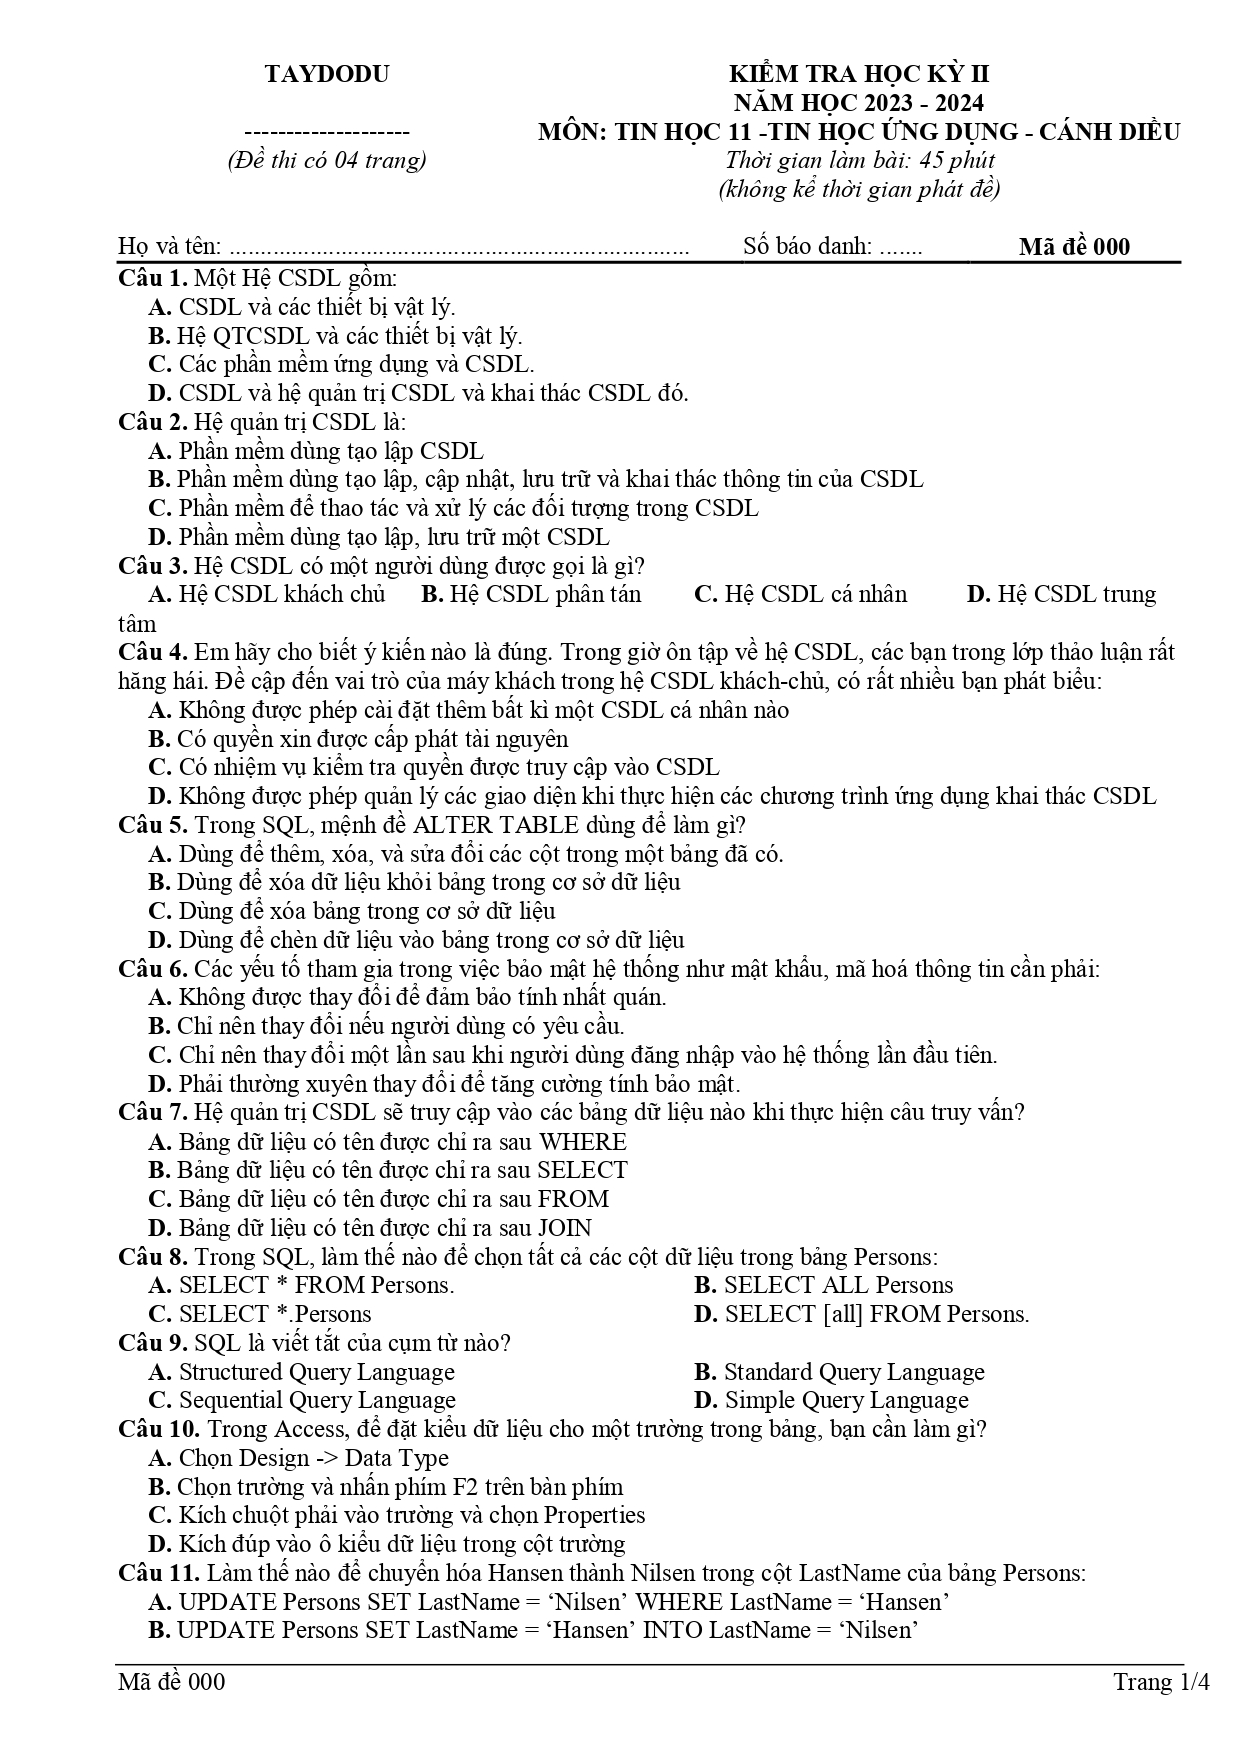 TAYDODU
KIỂM TRA HỌC KỲ II
NĂM HỌC 2023 - 2024
--------------------
MÔN: TIN HỌC 11 -TIN HỌC ỨNG DỤNG - CÁNH DIỀU
(Đề thi có 04 trang)
Thời gian làm bài: 45 phút
(không kể thời gian phát đề)
Họ và tên: ........................................................................... Số báo danh: ....... Mã đề 000
Câu 1. Một Hệ CSDL gồm:
A. CSDL và các thiết bị vật lý.
B. Hệ QTCSDL và các thiết bị vật lý.
C. Các phần mềm ứng dụng và CSDL.
D. CSDL và hệ quản trị CSDL và khai thác CSDL đó.
Câu 2. Hệ quản trị CSDL là:
A. Phần mềm dùng tạo lập CSDL
B. Phần mềm dùng tạo lập, cập nhật, lưu trữ và khai thác thông tin của CSDL
C. Phần mềm để thao tác và xử lý các đối tượng trong CSDL
D. Phần mềm dùng tạo lập, lưu trữ một CSDL
Câu 3. Hệ CSDL có một người dùng được gọi là gì?
A. Hệ CSDL khách chủ B. Hệ CSDL phân tán C. Hệ CSDL cá nhân D. Hệ CSDL trung
tâm
Câu 4. Em hãy cho biết ý kiến nào là đúng. Trong giờ ôn tập về hệ CSDL, các bạn trong lớp thảo luận rất
hăng hái. Đề cập đến vai trò của máy khách trong hệ CSDL khách-chủ, có rất nhiều bạn phát biểu:
A. Không được phép cài đặt thêm bất kì một CSDL cá nhân nào
B. Có quyền xin được cấp phát tài nguyên
C. Có nhiệm vụ kiểm tra quyền được truy cập vào CSDL
D. Không được phép quản lý các giao diện khi thực hiện các chương trình ứng dụng khai thác CSDL
Câu 5. Trong SQL, mệnh đề ALTER TABLE dùng để làm gì?
A. Dùng để thêm, xóa, và sửa đổi các cột trong một bảng đã có.
B. Dùng để xóa dữ liệu khỏi bảng trong cơ sở dữ liệu
C. Dùng để xóa bảng trong cơ sở dữ liệu
D. Dùng để chèn dữ liệu vào bảng trong cơ sở dữ liệu
Câu 6. Các yếu tố tham gia trong việc bảo mật hệ thống như mật khẩu, mã hoá thông tin cần phải:
A. Không được thay đổi để đảm bảo tính nhất quán.
B. Chỉ nên thay đổi nếu người dùng có yêu cầu.
C. Chỉ nên thay đổi một lần sau khi người dùng đăng nhập vào hệ thống lần đầu tiên.
D. Phải thường xuyên thay đổi để tăng cường tính bảo mật.
Câu 7. Hệ quản trị CSDL sẽ truy cập vào các bảng dữ liệu nào khi thực hiện câu truy vấn?
A. Bảng dữ liệu có tên được chỉ ra sau WHERE
B. Bảng dữ liệu có tên được chỉ ra sau SELECT
C. Bảng dữ liệu có tên được chỉ ra sau FROM
D. Bảng dữ liệu có tên được chỉ ra sau JOIN
Câu 8. Trong SQL, làm thế nào để chọn tất cả các cột dữ liệu trong bảng Persons:
A. SELECT * FROM Persons. B. SELECT ALL Persons
C. SELECT *.Persons D. SELECT [all] FROM Persons.
Câu 9. SQL là viết tắt của cụm từ nào?
A. Structured Query Language B. Standard Query Language
C. Sequential Query Language D. Simple Query Language
Câu 10. Trong Access, để đặt kiểu dữ liệu cho một trường trong bảng, bạn cần làm gì?
A. Chọn Design -> Data Type
B. Chọn trường và nhấn phím F2 trên bàn phím
C. Kích chuột phải vào trường và chọn Properties
D. Kích đúp vào ô kiểu dữ liệu trong cột trường
Câu 11. Làm thế nào để chuyển hóa Hansen thành Nilsen trong cột LastName của bảng Persons:
A. UPDATE Persons SET LastName = ‘Nilsen’ WHERE LastName = ‘Hansen’
B. UPDATE Persons SET LastName = ‘Hansen’ INTO LastName = ‘Nilsen’
Mã đề 000 Trang 1/4